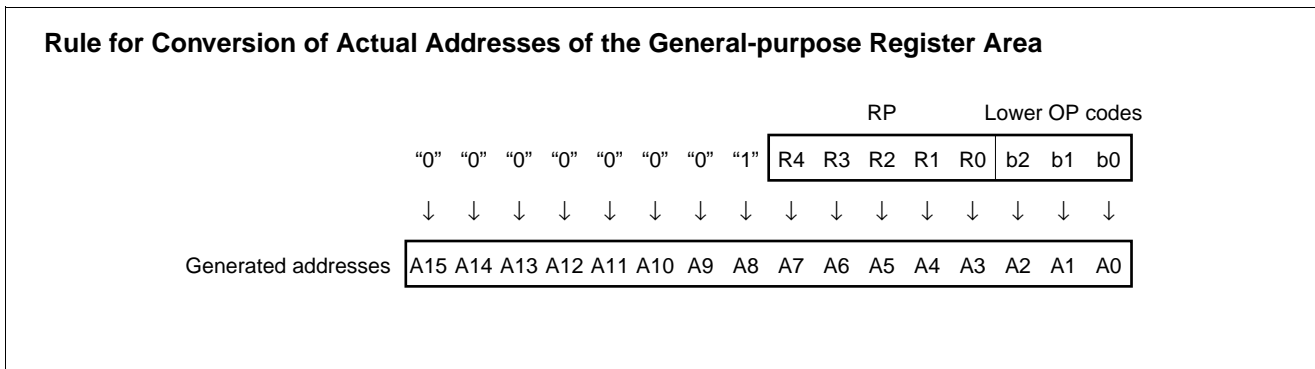 Rule for Conversion of Actual Addresses of the General-purpose Register Area
RP Lower OP codes
“0” “0” “0” “0” “0” “0” “0” “1” R4 R3 R2 R1 R0 b2 b1 b0
↓ ↓ ↓ ↓ ↓ ↓ ↓ ↓ ↓ ↓ ↓ ↓ ↓ ↓ ↓ ↓
Generated addresses A15 A14 A13 A12 A11 A10 A9 A8 A7 A6 A5 A4 A3 A2 A1 A0